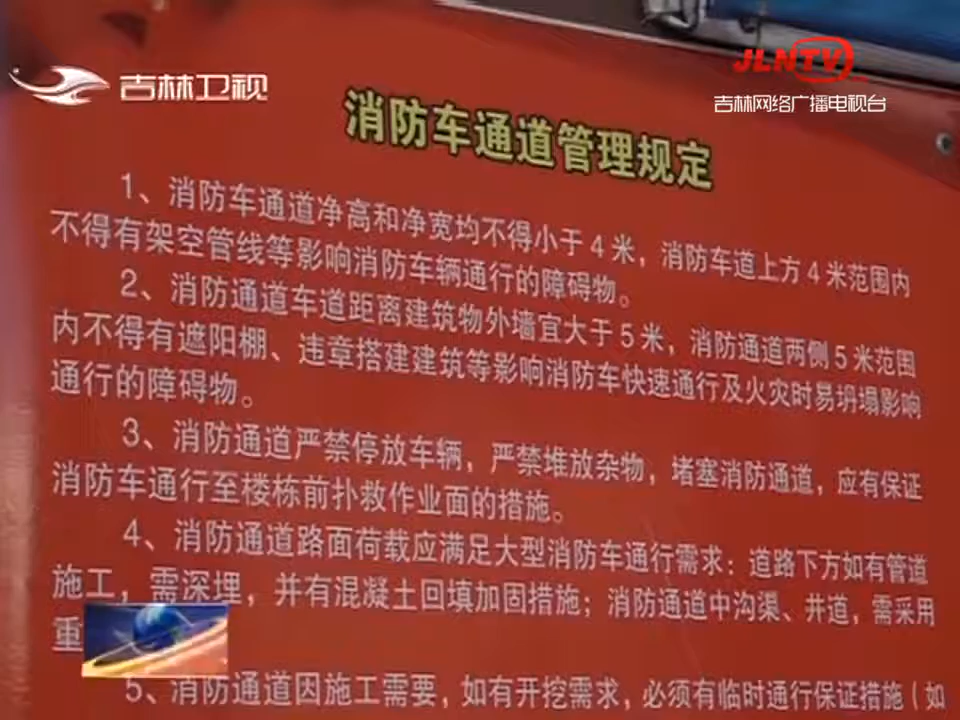 吉林卫视
JLNTV
吉林网络广播电视台
消防车通道管理规定
1、消防车通道净高和净宽均不得小于4米，消防车道上方4米范围内
不得有架空管线等影响消防车辆通行的障碍物。
2、消防通道车道距离建筑物外墙宜大于5米，消防通道两侧5米范围
内不得有遮阳棚、违章搭建建筑等影响消防车快速通行及火灾时易坍塌影响
通行的障碍物。
3、消防通道严禁停放车辆，严禁堆放杂物，堵塞消防通道，应有保证
消防车通行至楼栋前扑救作业面的措施。
4、消防通道路面荷载应满足大型消防车通行需求：道路下方如有管道
施工，需深埋，并有混凝土回填加固措施；消防通道中沟渠、井道，需采用
重
5、消防通道因施工需要，如有开挖需求，必须有临时通行保证措施（如